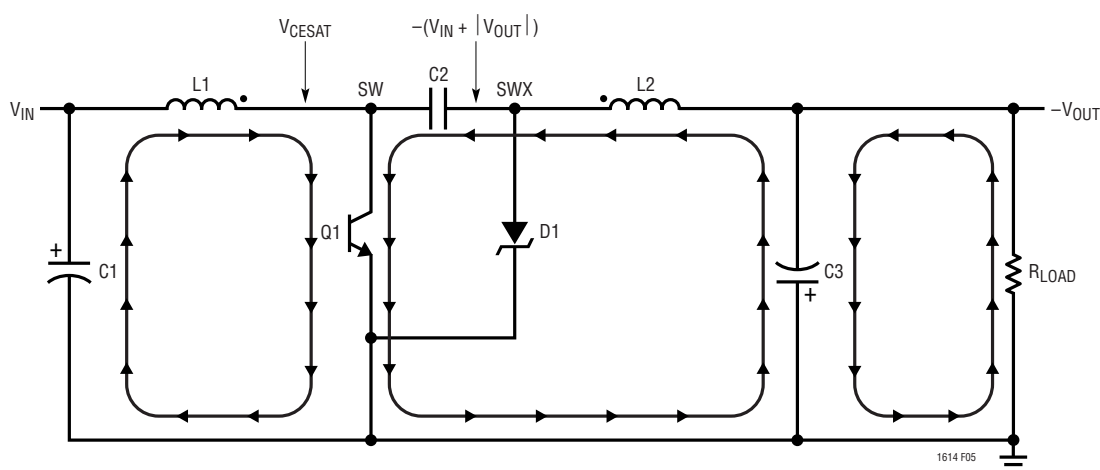 V_CESAT
–(V_IN + |V_OUT|)
L1
SW
C2
SWX
L2
V_IN
–V_OUT
Q1
D1
+
C1
C3
+
R_LOAD
1614 F05